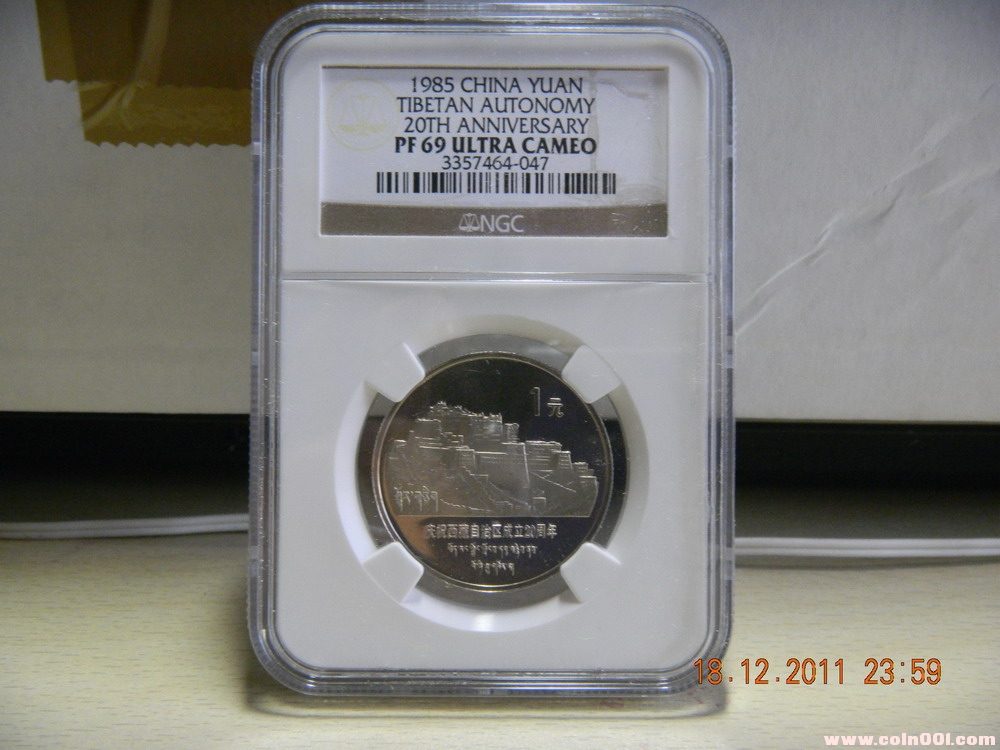 1985 CHINA YUAN
TIBETAN AUTONOMY
20TH ANNIVERSARY
PF 69 ULTRA CAMEO
3357464-047
NGC
1元
庆祝西藏自治区成立20周年
18.12.2011 23:59
www.coin001.com